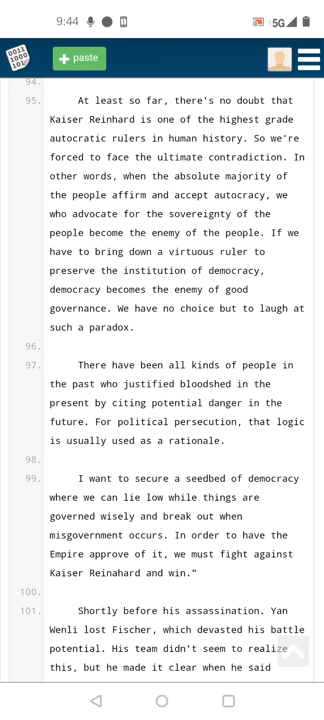 9:44
5G
0011
1000
101
+ paste
94.
95. At least so far, there's no doubt that
Kaiser Reinhard is one of the highest grade
autocratic rulers in human history. So we're
forced to face the ultimate contradiction. In
other words, when the absolute majority of
the people affirm and accept autocracy, we
who advocate for the sovereignty of the
people become the enemy of the people. If we
have to bring down a virtuous ruler to
preserve the institution of democracy,
democracy becomes the enemy of good
governance. We have no choice but to laugh at
such a paradox.
96.
97. There have been all kinds of people in
the past who justified bloodshed in the
present by citing potential danger in the
future. For political persecution, that logic
is usually used as a rationale.
98.
99. I want to secure a seedbed of democracy
where we can lie low while things are
governed wisely and break out when
misgovernment occurs. In order to have the
Empire approve of it, we must fight against
Kaiser Reinahard and win."
100.
101. Shortly before his assassination. Yan
Wenli lost Fischer, which devastated his battle
potential. His team didn't seem to realize
this, but he made it clear when he said